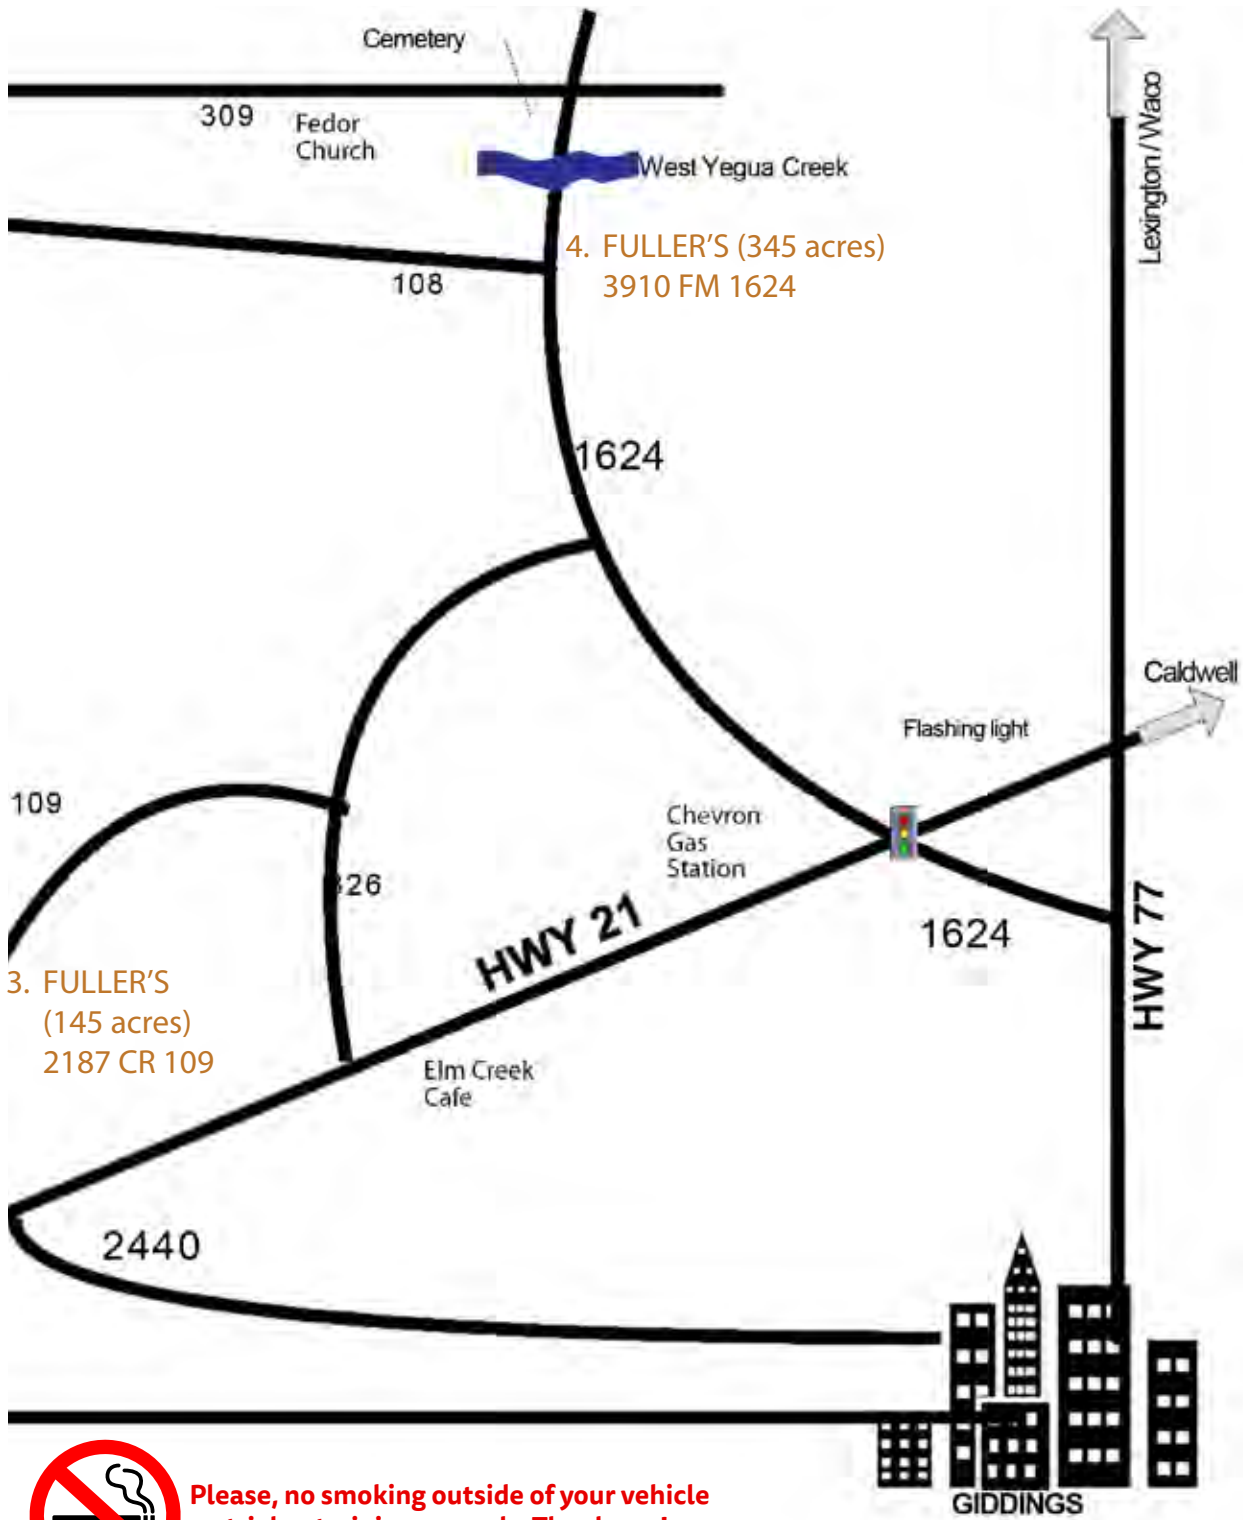 Cemetery
309
Fedor
Church
West Yegua Creek
Lexington / Waco
4. FULLER'S (345 acres)
3910 FM 1624
108
1624
Caldwell
Flashing light
109
Chevron
Gas
Station
HWY 21
1624
HWY 77
3. FULLER'S
(145 acres)
2187 CR 109
Elm Creek
Cafe
2440
Please, no smoking outside of your vehicle
GIDDINGS